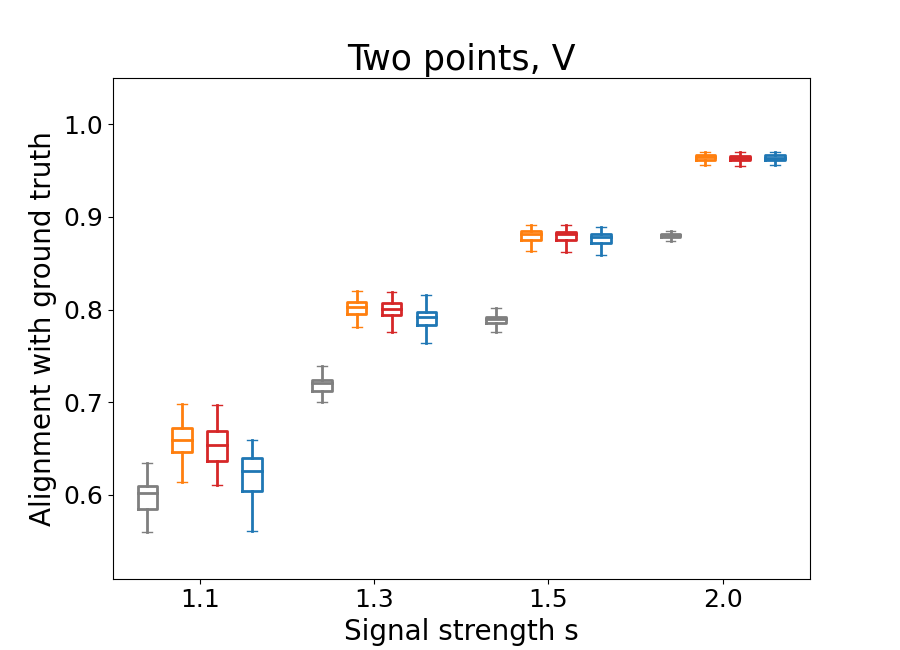 Two points, V
Alignment with ground truth
1.0
0.9
0.8
0.7
0.6
1.1 1.3 1.5 2.0
Signal strength s